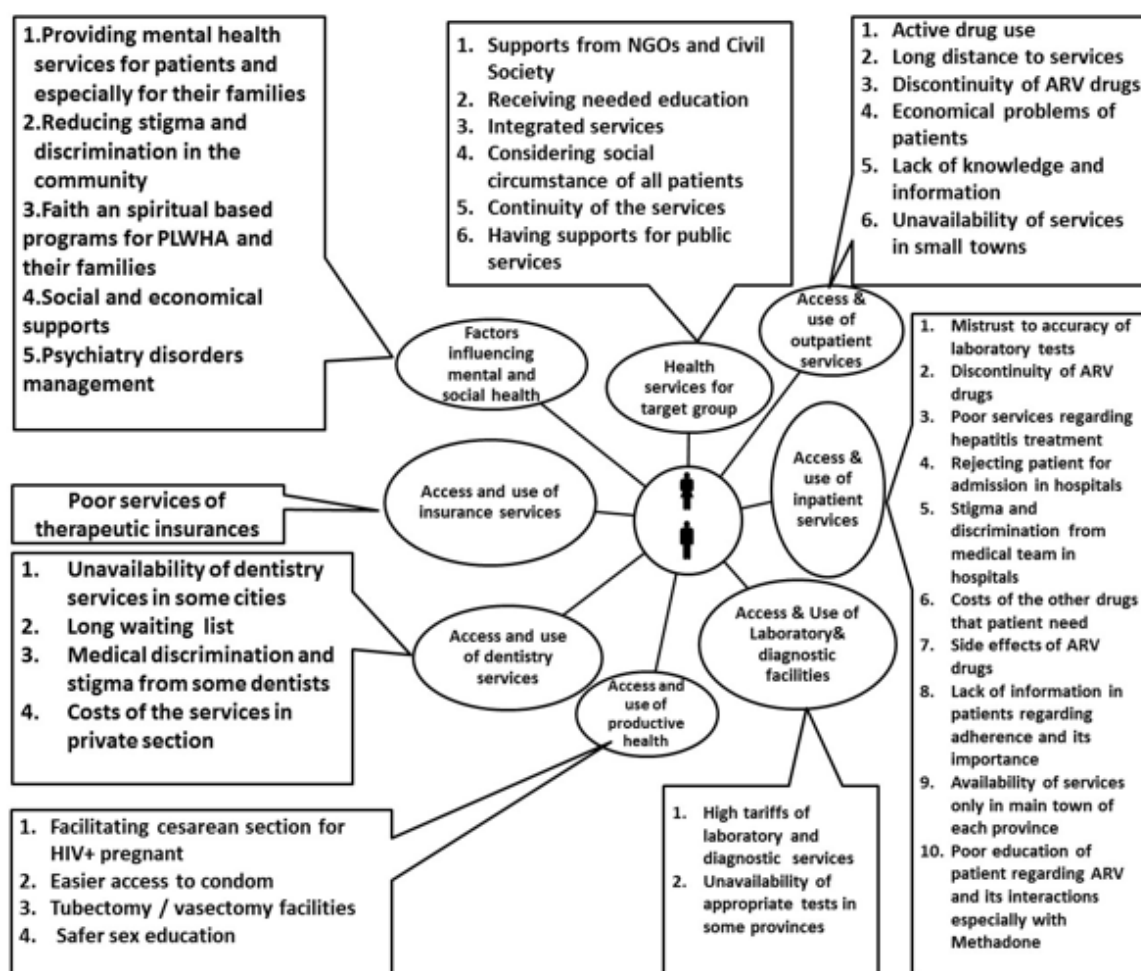 1.Providing mental health
services for patients and
especially for their families
2.Reducing stigma and
discrimination in the
community
3.Faith an spiritual based
programs for PLWHA and
their families
4.Social and economical
supports
5.Psychiatry disorders
management
1. Supports from NGOs and Civil
Society
2. Receiving needed education
3. Integrated services
4. Considering social
circumstance of all patients
5. Continuity of the services
6. Having supports for public
services
1. Active drug use
2. Long distance to services
3. Discontinuity of ARV drugs
4. Economical problems of
patients
5. Lack of knowledge and
information
6. Unavailability of services
in small towns
Factors
influencing
mental and
social health
Health
services for
target group
Access &
use of
outpatient
services
Access and use of
insurance services
Access &
use of
inpatient
services
Access and use
of dentistry
services
Access and
use of
productive
health
Access & Use of
Laboratory&
diagnostic
facilities
Poor services of
therapeutic insurances
1. Unavailability of dentistry
services in some cities
2. Long waiting list
3. Medical discrimination and
stigma from some dentists
4. Costs of the services in
private section
1. Mistrust to accuracy of
laboratory tests
2. Discontinuity of ARV
drugs
3. Poor services regarding
hepatitis treatment
4. Rejecting patient for
admission in hospitals
5. Stigma and
discrimination from
medical team in
hospitals
6. Costs of the other drugs
that patient need
7. Side effects of ARV
drugs
8. Lack of information in
patients regarding
adherence and its
importance
9. Availability of services
only in main town of
each province
10. Poor education of
patient regarding ARV
and its interactions
especially with
Methadone
1. Facilitating cesarean section for
HIV+ pregnant
2. Easier access to condom
3. Tubectomy / vasectomy facilities
4. Safer sex education
1. High tariffs of
laboratory and
diagnostic services
2. Unavailability of
appropriate tests in
some provinces